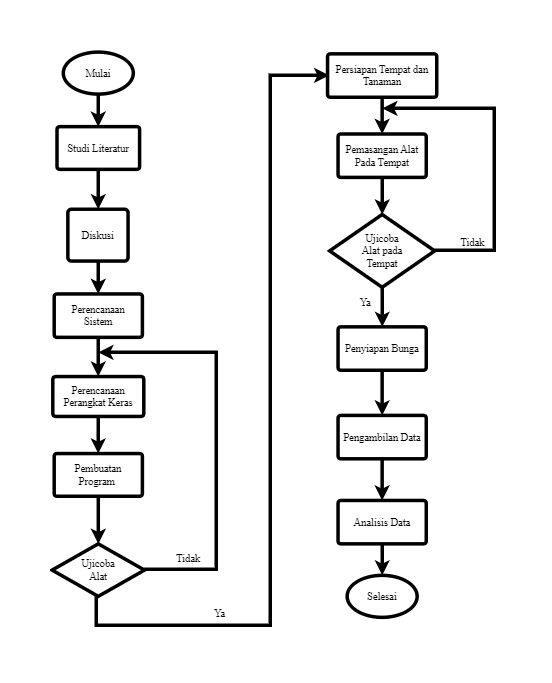 Mulai
Studi Literatur
Diskusi
Perencanaan
Sistem
Perencanaan
Perangkat Keras
Pembuatan
Program
Ujicoba
Alat
Tidak
Ya
Persiapan Tempat dan
Tanaman
Pemasangan Alat
Pada Tempat
Ujicoba
Alat pada
Tempat
Tidak
Ya
Penyiapan Bunga
Pengambilan Data
Analisis Data
Selesai